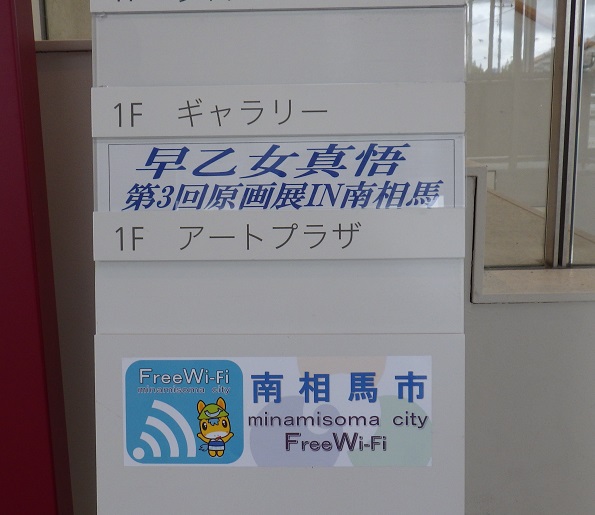 1F ギャラリー
早乙女真悟
第3回原画展IN南相馬
1F アートプラザ
FreeWi-Fi
minamisoma city
南相馬市
minamisoma city
FreeWi-Fi